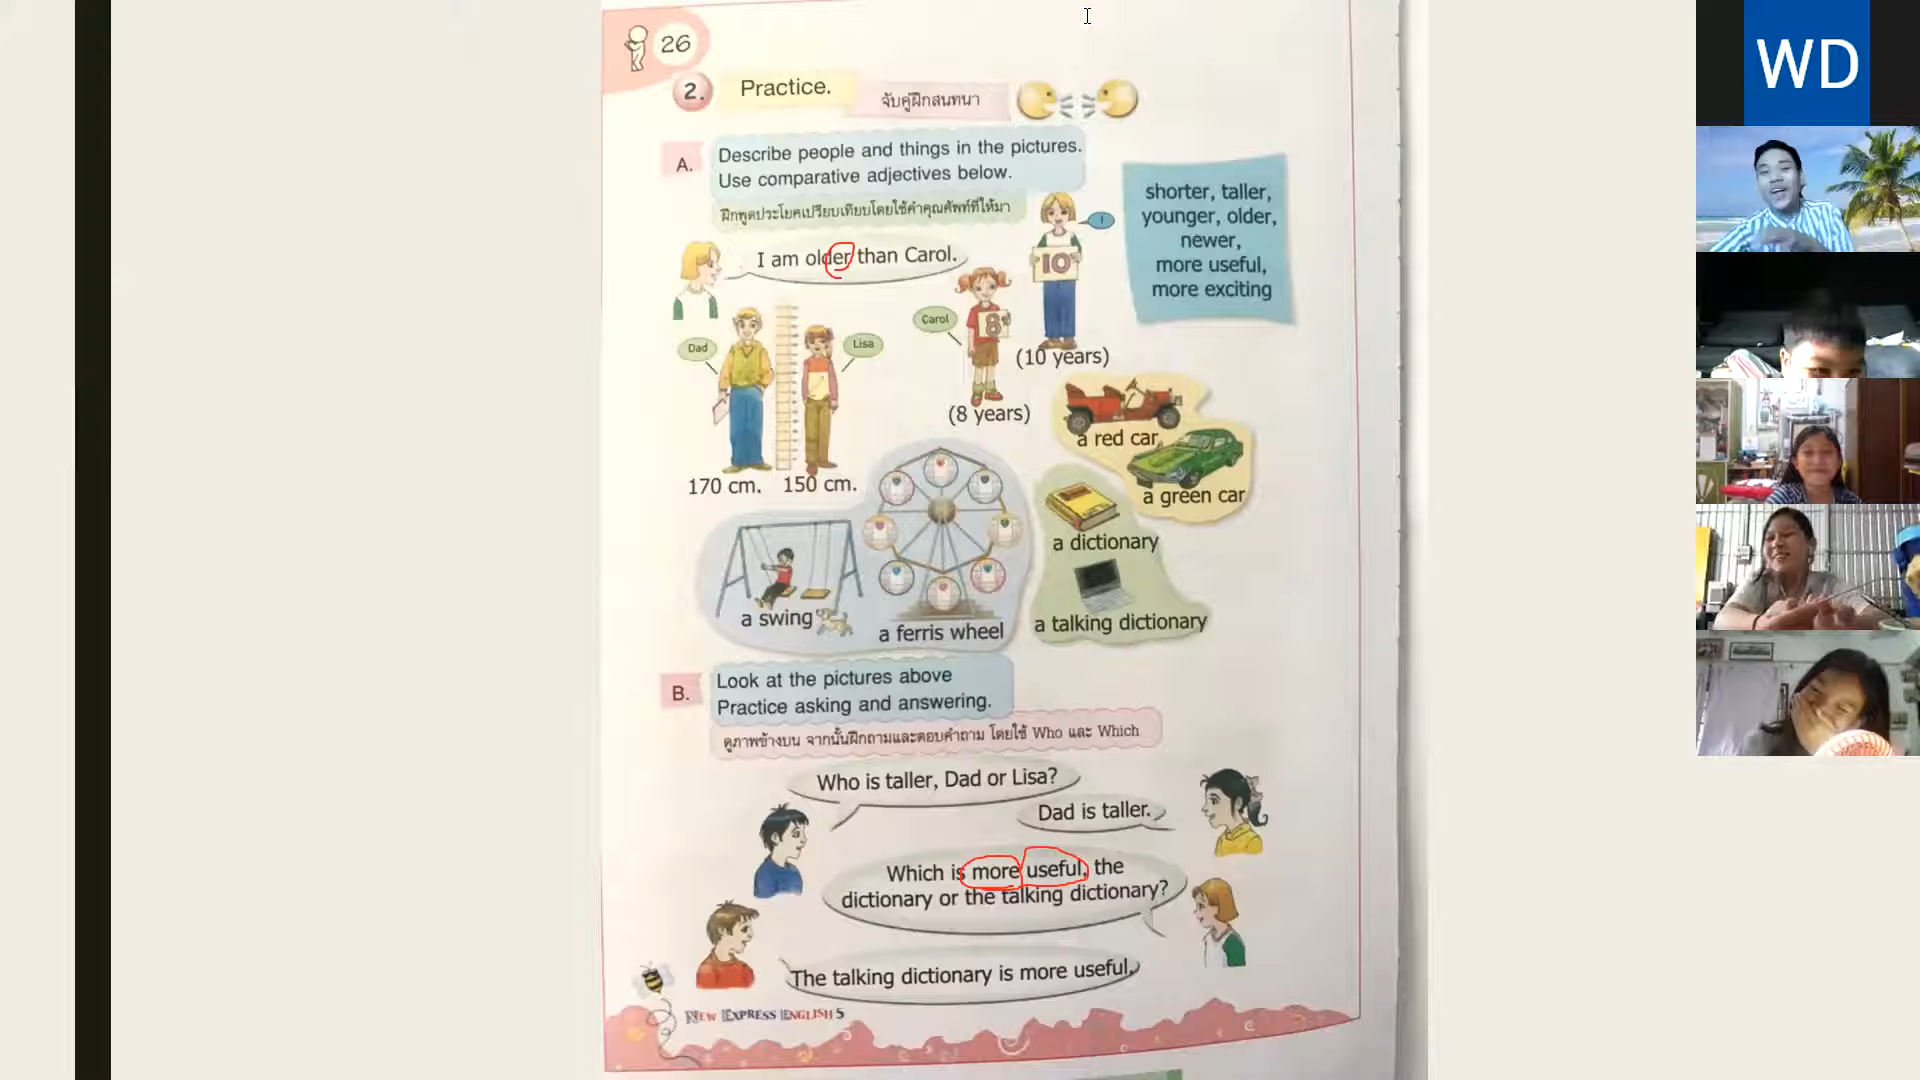 26
2. Practice.
จับคู่ฝึกสนทนา
A. Describe people and things in the pictures.
Use comparative adjectives below.
ฝึกพูดประโยคเปรียบเทียบโดยใช้คำคุณศัพท์ที่ให้มา
shorter, taller,
younger, older,
newer,
more useful,
more exciting
I am older than Carol.
I
10
8
Carol
Dad
Lisa
(10 years)
(8 years)
170 cm.
150 cm.
a red car
a green car
a dictionary
a talking dictionary
a swing
a ferris wheel
B. Look at the pictures above
Practice asking and answering.
ดูภาพข้างบน จากนั้นฝึกถามและตอบคำถาม โดยใช้ Who และ Which
Who is taller, Dad or Lisa?
Dad is taller.
Which is more useful, the
dictionary or the talking dictionary?
The talking dictionary is more useful.
NEW EXPRESS ENGLISH 5
WD